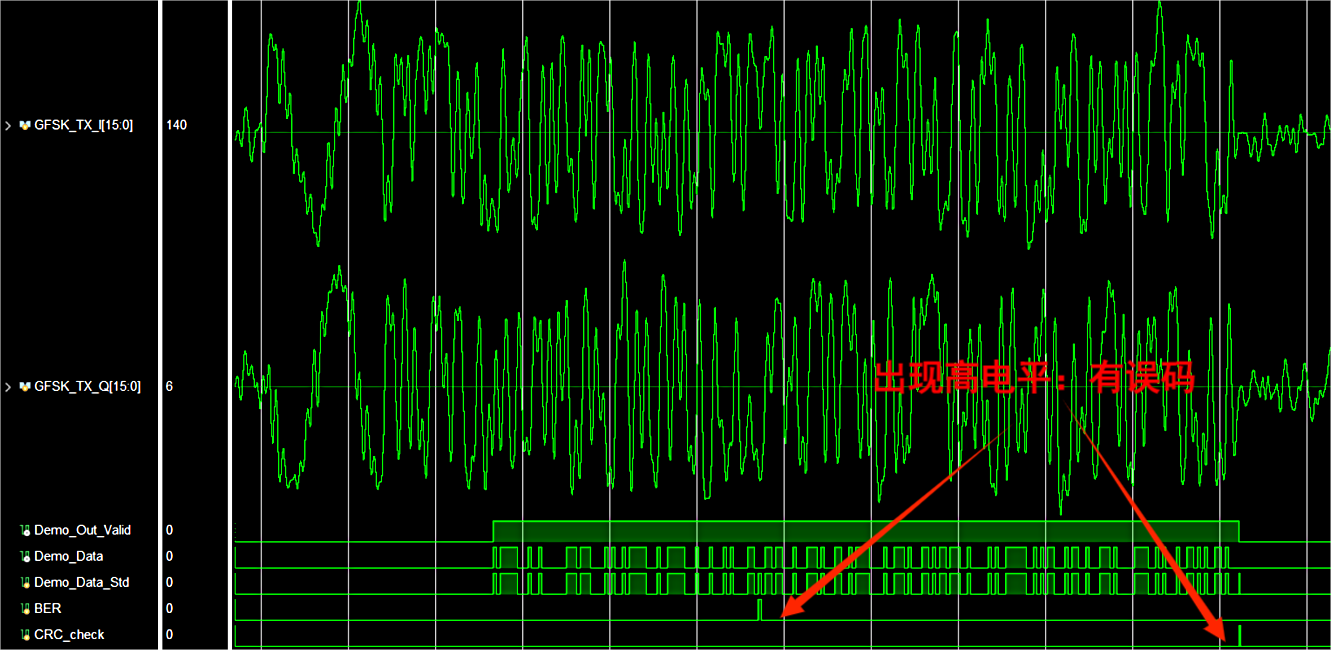 GFSK_TX_I[15:0] 140
GFSK_TX_Q[15:0] 6
出现高电平：有误码
Demo_Out_Valid 0
Demo_Data 0
Demo_Data_Std 0
BER 0
CRC_check 0